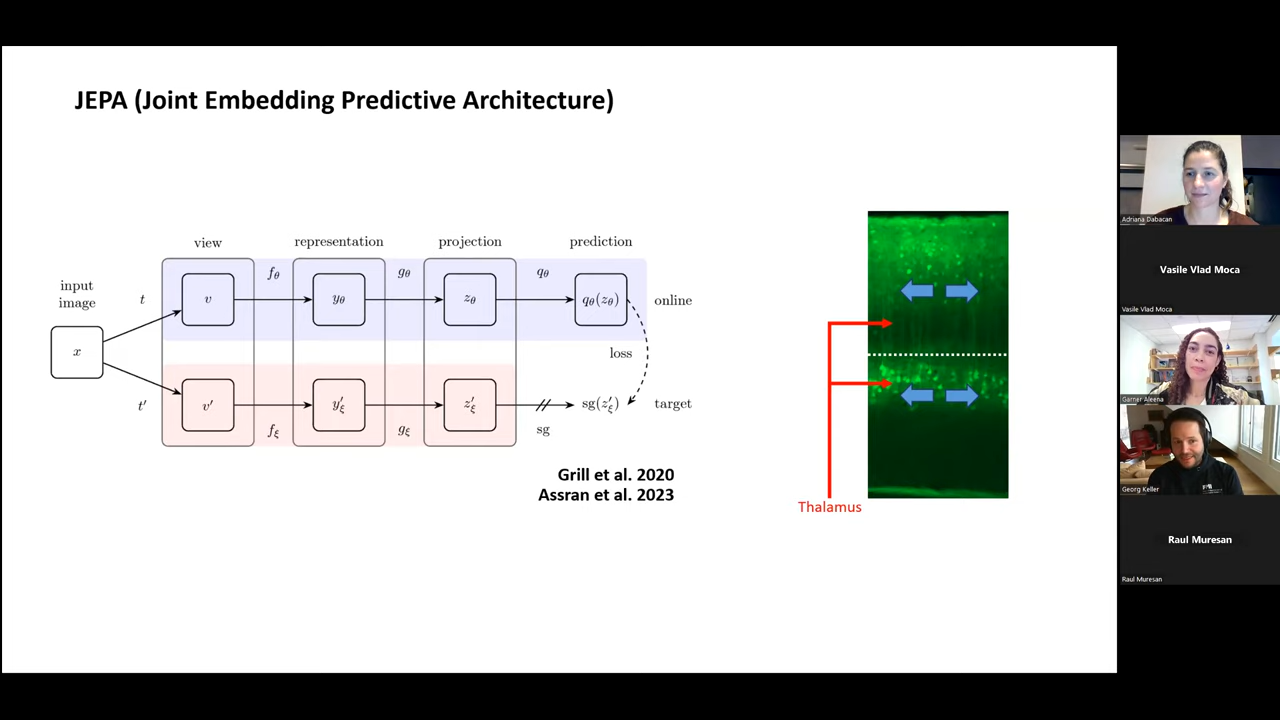 JEPA (Joint Embedding Predictive Architecture)
view
representation
projection
prediction
input
image
t
f_θ
g_θ
q_θ
x
v
y_θ
z_θ
q_θ(z_θ)
online
loss
t′
v′
y′_ξ
z′_ξ
sg(z′_ξ)
target
f_ξ
g_ξ
sg
Grill et al. 2020
Assran et al. 2023
Thalamus
Adriana Dabacan
Vasile Vlad Moca
Vasile Vlad Moca
Garner Aleena
Georg Keller
Raul Muresan
Raul Muresan